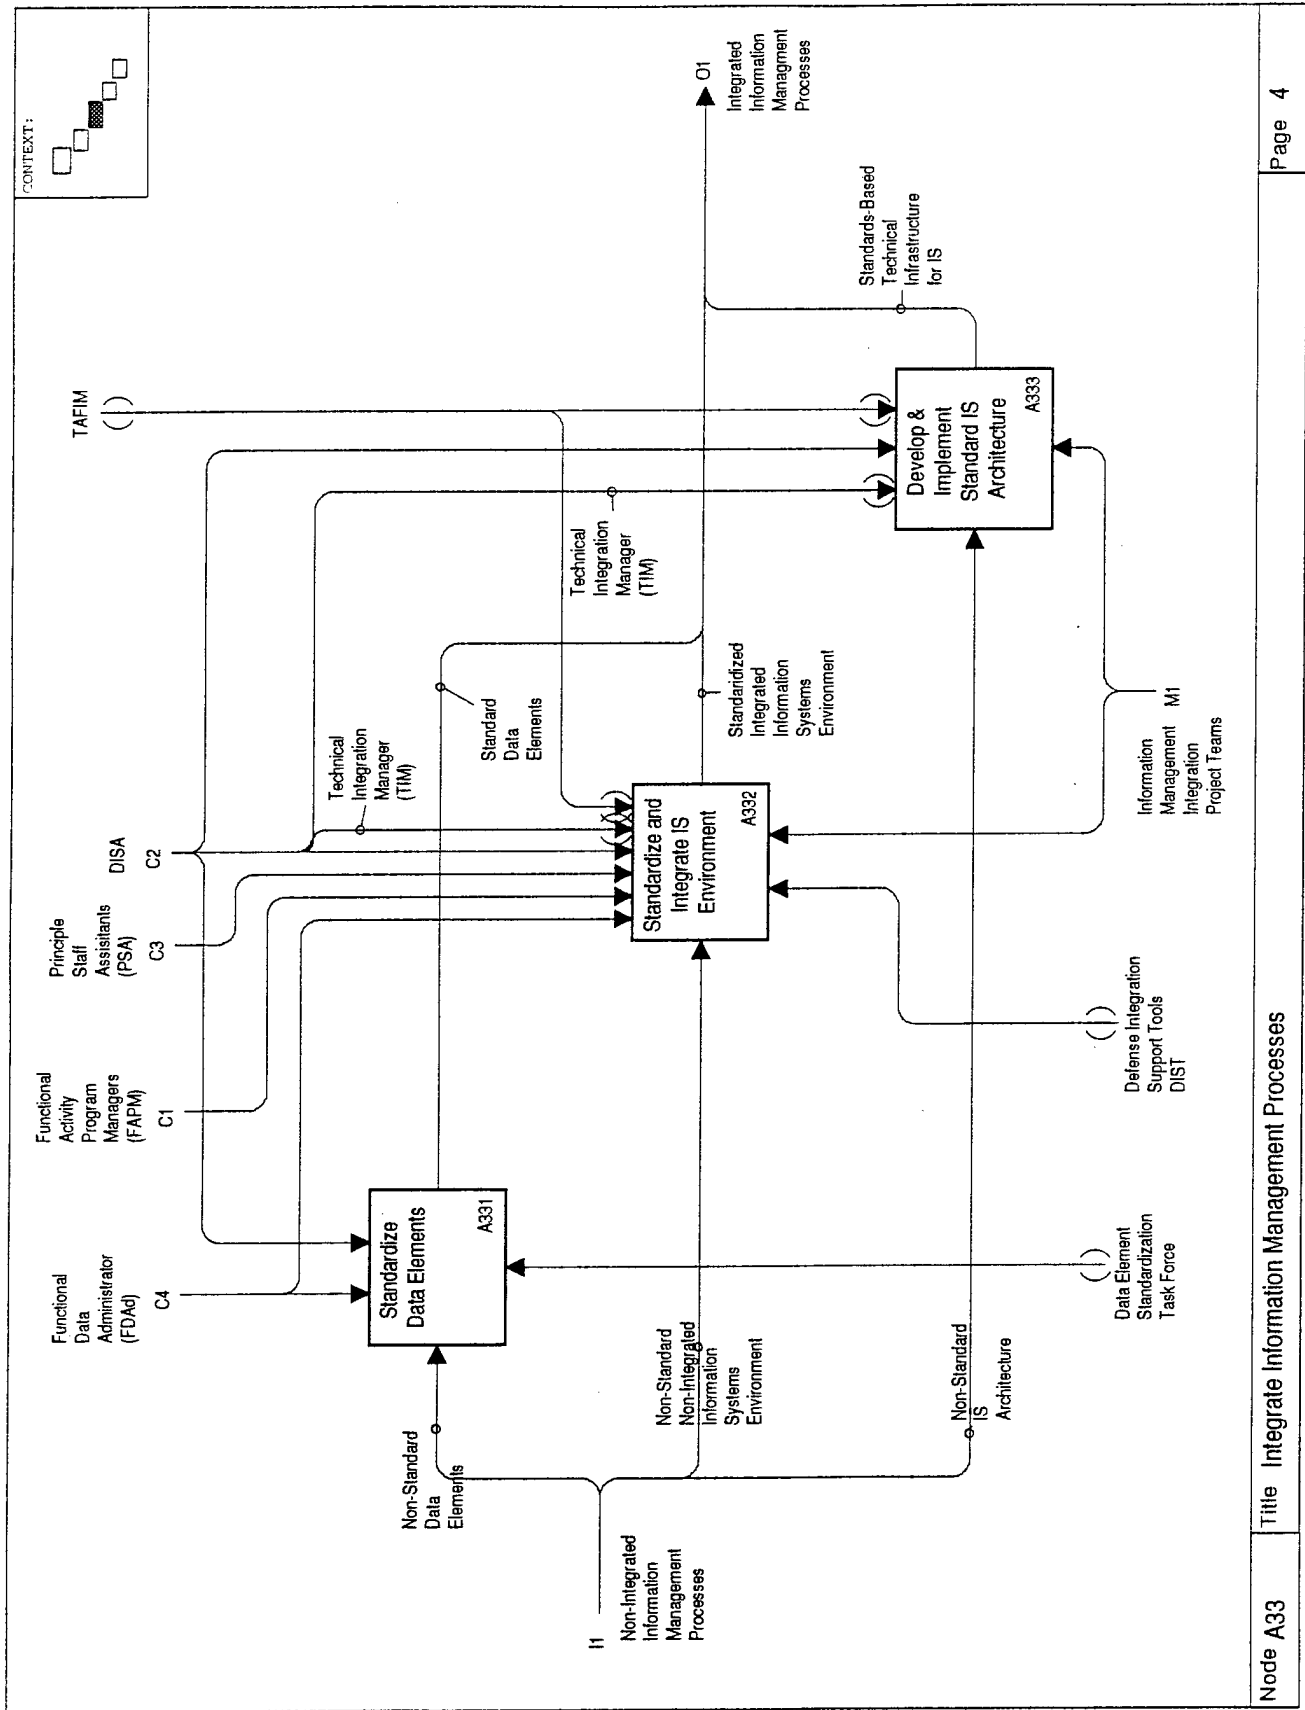 CONTEXT:
Functional
Data
Administrator
(FDAd)
C4
Functional
Activity
Program
Managers
(FAPM)
C1
Principle
Staff
Assisitants
(PSA)
C3
DISA
C2
TAFIM
Technical
Integration
Manager
(TIM)
Technical
Integration
Manager
(TIM)
Non-Standard
Data
Elements
Standardize
Data Elements
A331
Standard
Data
Elements
I1
Non-Integrated
Information
Management
Processes
Non-Standard
Non-Integrated
Information
Systems
Environment
Standardize and
Integrate IS
Environment
A332
Standaridized
Integrated
Information
Systems
Environment
O1
Integrated
Information
Managment
Processes
Non-Standard
IS
Architecture
Develop &
Implement
Standard IS
Architecture
A333
Standards-Based
Technical
Infrastructure
for IS
Data Element
Standardization
Task Force
Defense Integration
Support Tools
DIST
Information
Management
Integration
Project Teams
M1
Node A33
Title Integrate Information Management Processes
Page 4